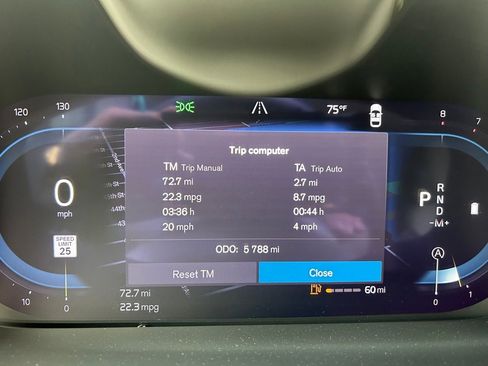 120
130
75°F
8
7
Trip computer
TM Trip Manual
TA Trip Auto
72.7 mi
2.7 mi
22.3 mpg
8.7 mpg
03:36 h
00:44 h
20 mph
4 mph
ODO: 5 788 mi
Reset TM
Close
0
mph
SPEED
LIMIT
25
P
R
N
D
-M+
A
10
0
1
72.7 mi
22.3 mpg
60 mi